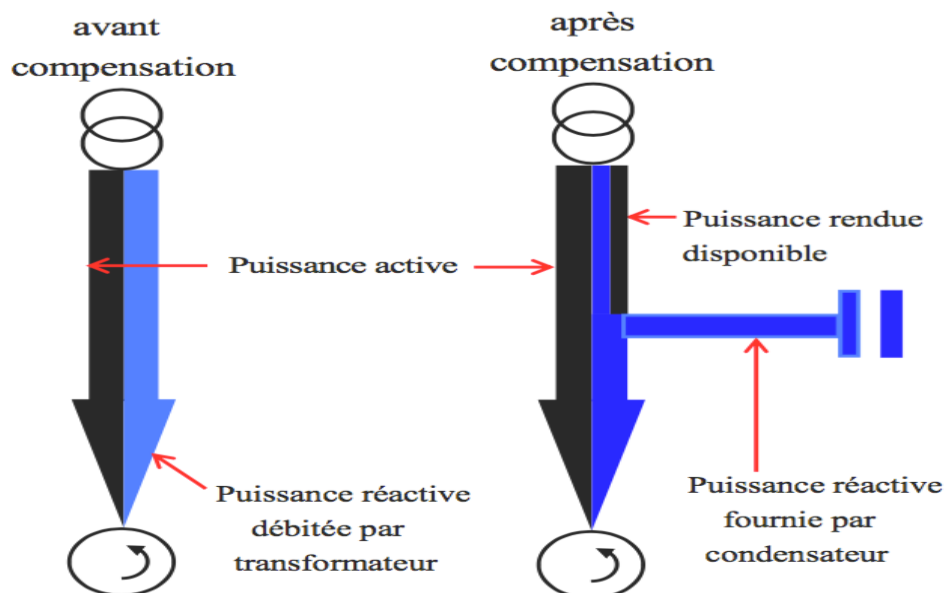 avant
compensation
après
compensation
Puissance rendue
disponible
Puissance active
Puissance réactive
débitée par
transformateur
Puissance réactive
fournie par
condensateur